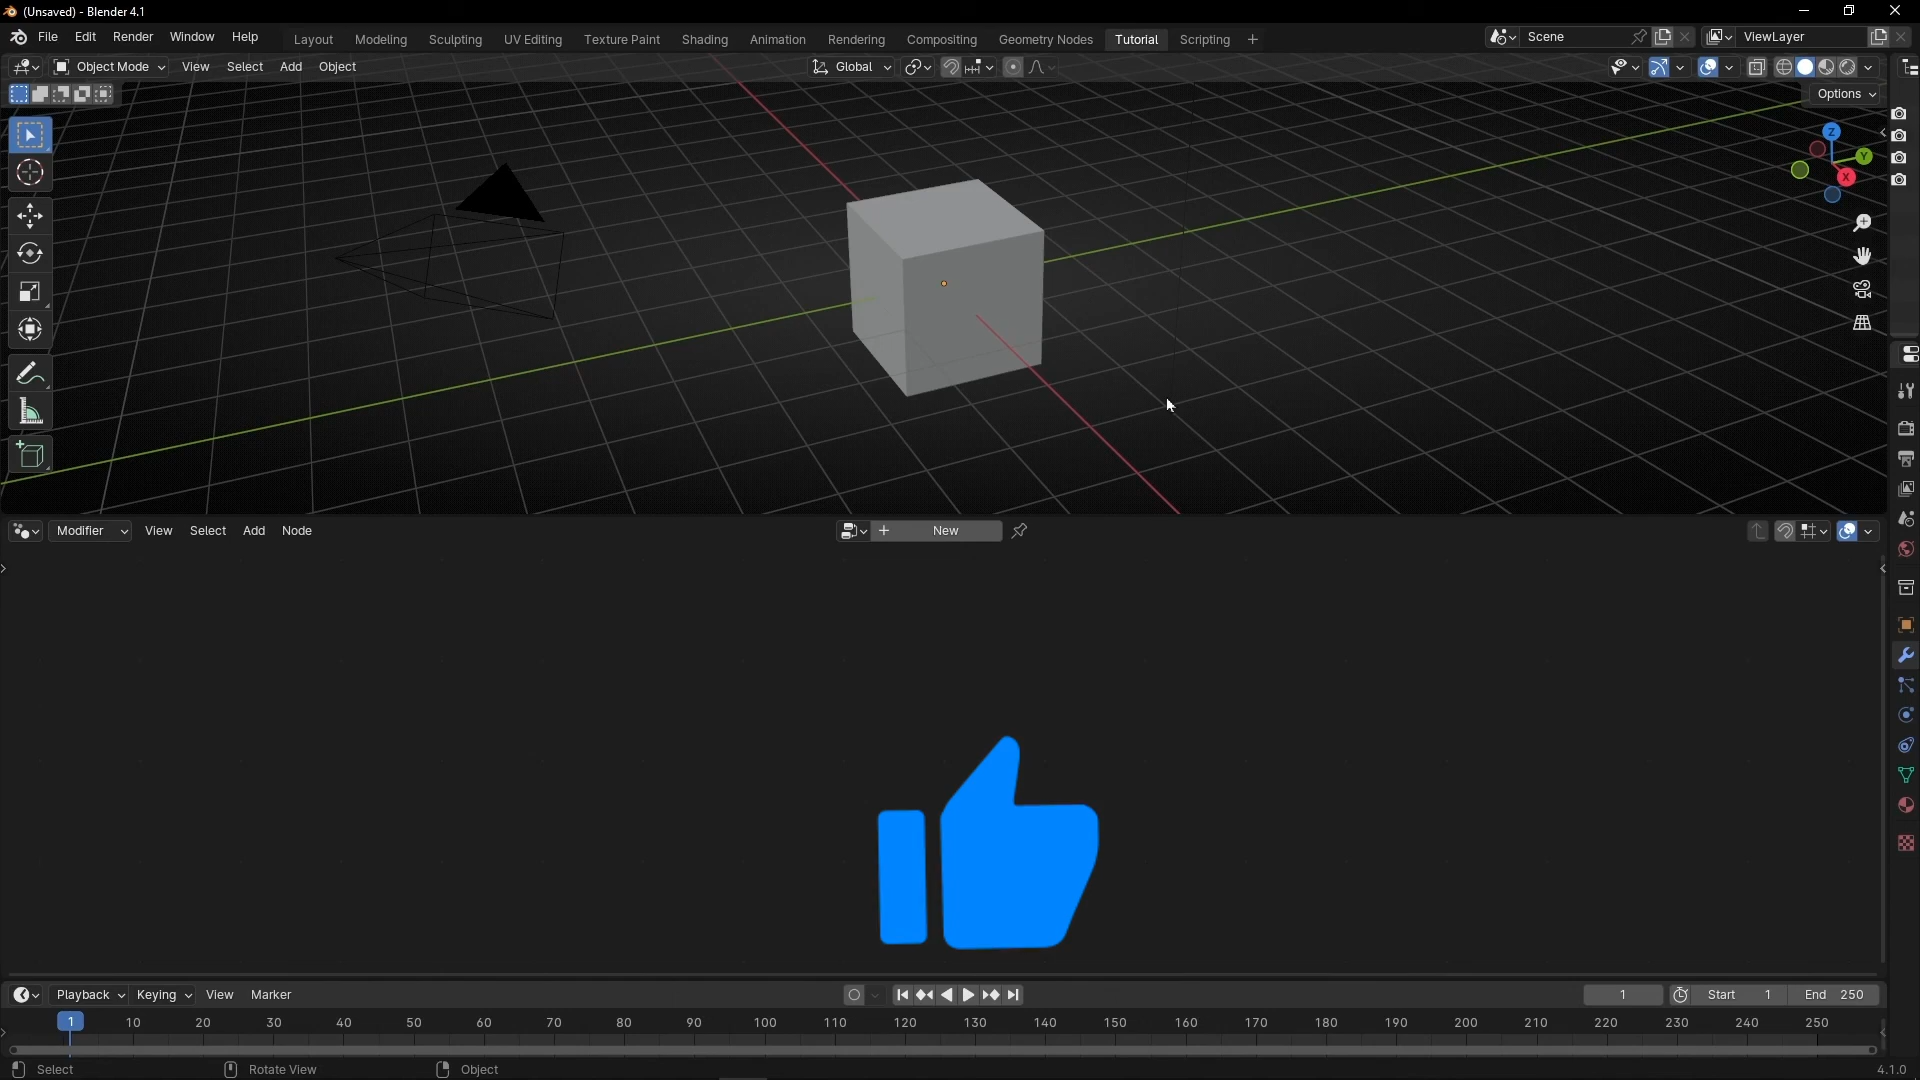 (Unsaved) - Blender 4.1
File Edit Render Window Help Layout Modeling Sculpting UV Editing Texture Paint Shading Animation Rendering Compositing Geometry Nodes Tutorial Scripting + Scene ViewLayer
Object Mode View Select Add Object Global
Options
Z
Y
X
Modifier View Select Add Node + New
Playback Keying View Marker 1 Start 1 End 250
1 10 20 30 40 50 60 70 80 90 100 110 120 130 140 150 160 170 180 190 200 210 220 230 240 250
Select Rotate View Object 4.1.0